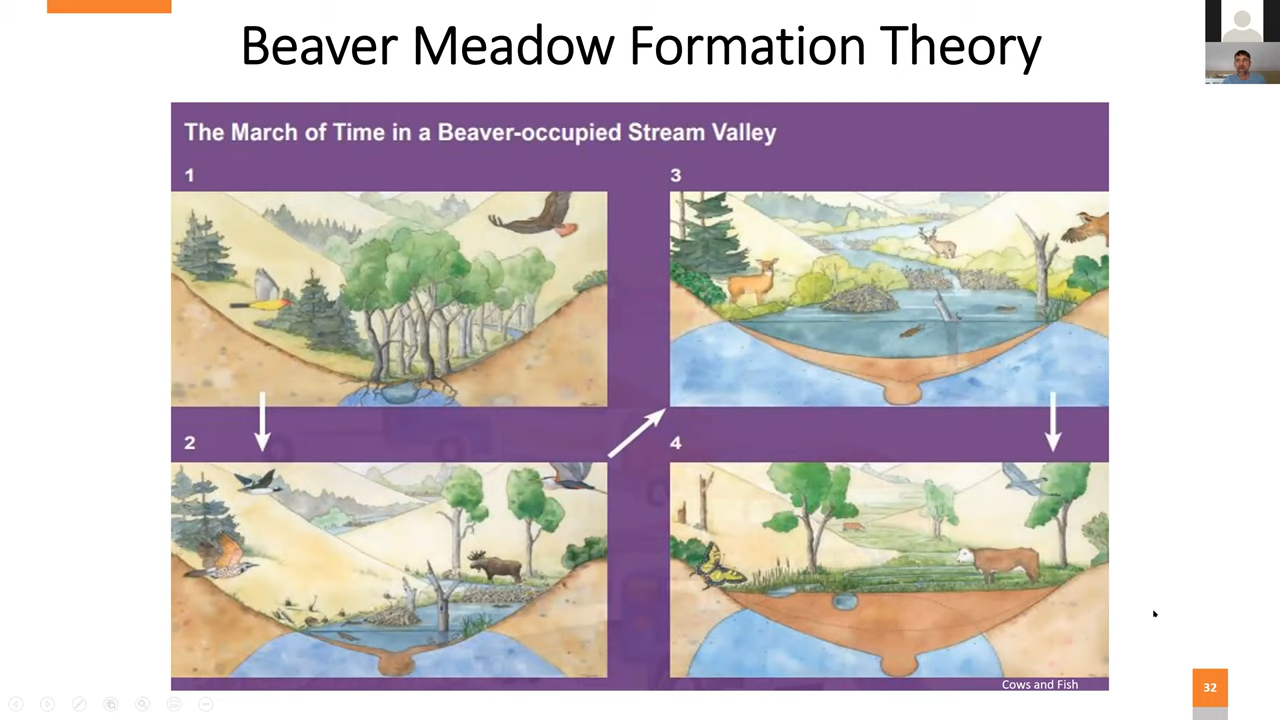 Beaver Meadow Formation Theory
The March of Time in a Beaver-occupied Stream Valley
1
3
2
4
Cows and Fish
32